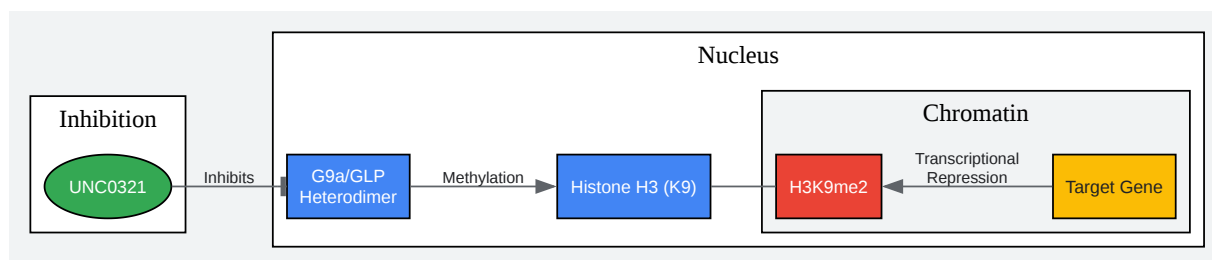 Nucleus
Inhibition
Chromatin
UNC0321
Inhibits
G9a/GLP
Heterodimer
Methylation
Histone H3 (K9)
H3K9me2
Transcriptional
Repression
Target Gene